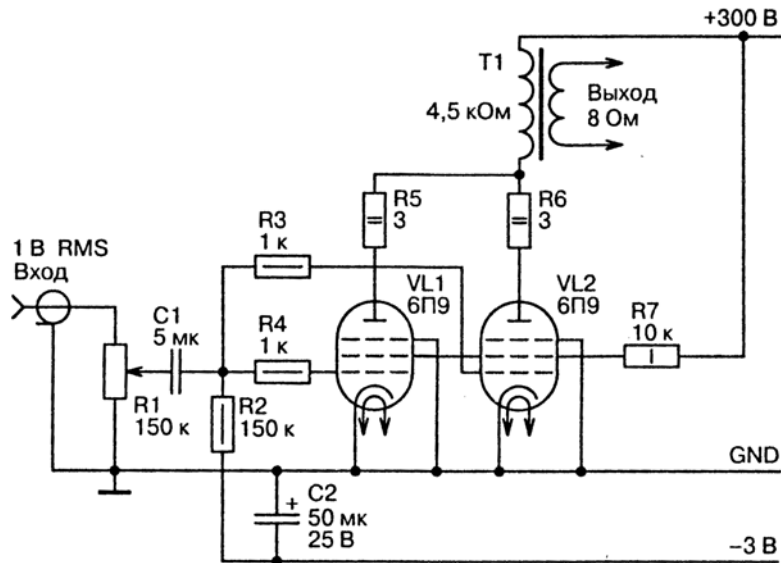 +300 В
T1
4,5 кОм
Выход
8 Ом
R5
3
R6
3
R3
1 к
1 В RMS
Вход
VL1
6П9
VL2
6П9
R7
10 к
C1
5 мк
R4
1 к
R1
150 к
R2
150 к
GND
+
C2
50 мк
25 В
−3 В